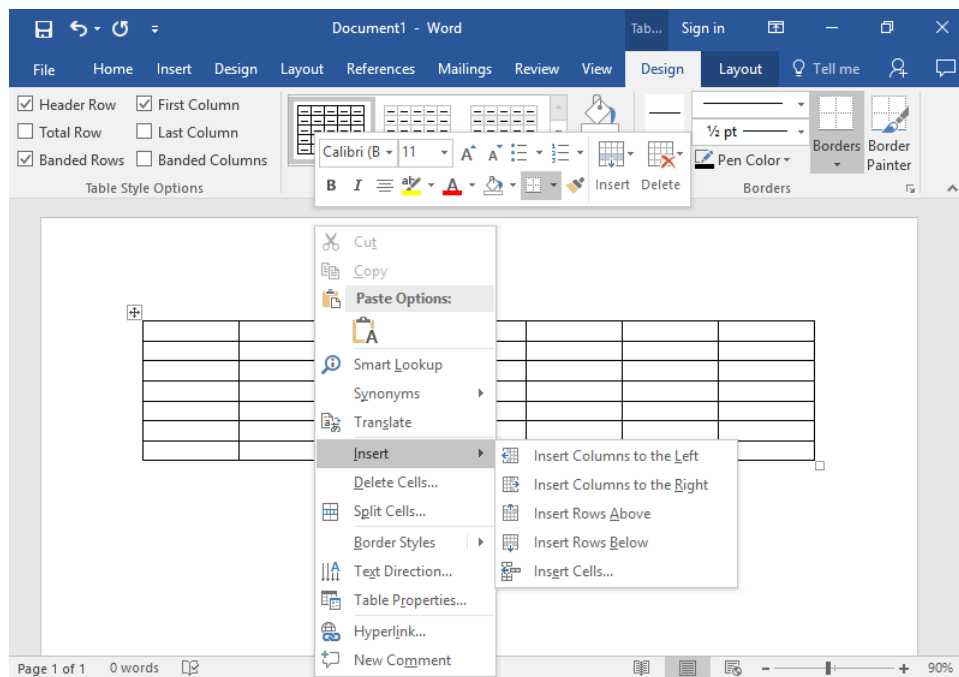 Document1 - Word
Tab...
Sign in
File Home Insert Design Layout References Mailings Review View Design Layout Tell me
Header Row First Column
Total Row Last Column
Banded Rows Banded Columns
Table Style Options
½ pt
Pen Color
Borders
Border Painter
Borders
Calibri (B 11
A A
B I ab A
Insert Delete
Cut
Copy
Paste Options:
A
Smart Lookup
Synonyms
Translate
Insert
Delete Cells...
Split Cells...
Border Styles
Text Direction...
Table Properties...
Hyperlink...
New Comment
Insert Columns to the Left
Insert Columns to the Right
Insert Rows Above
Insert Rows Below
Insert Cells...
Page 1 of 1 0 words
90%